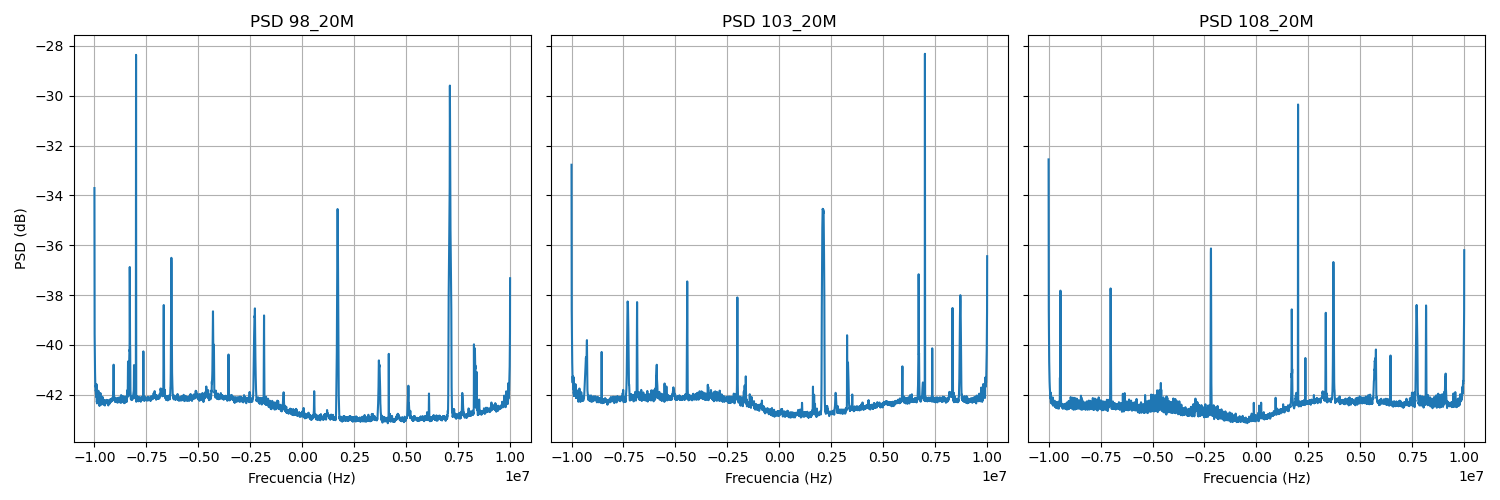 PSD 98_20M
PSD 103_20M
PSD 108_20M
−28
−30
−32
−34
−36
−38
−40
−42
PSD (dB)
−1.00 −0.75 −0.50 −0.25 0.00 0.25 0.50 0.75 1.00
−1.00 −0.75 −0.50 −0.25 0.00 0.25 0.50 0.75 1.00
−1.00 −0.75 −0.50 −0.25 0.00 0.25 0.50 0.75 1.00
Frecuencia (Hz)
1e7
Frecuencia (Hz)
1e7
Frecuencia (Hz)
1e7